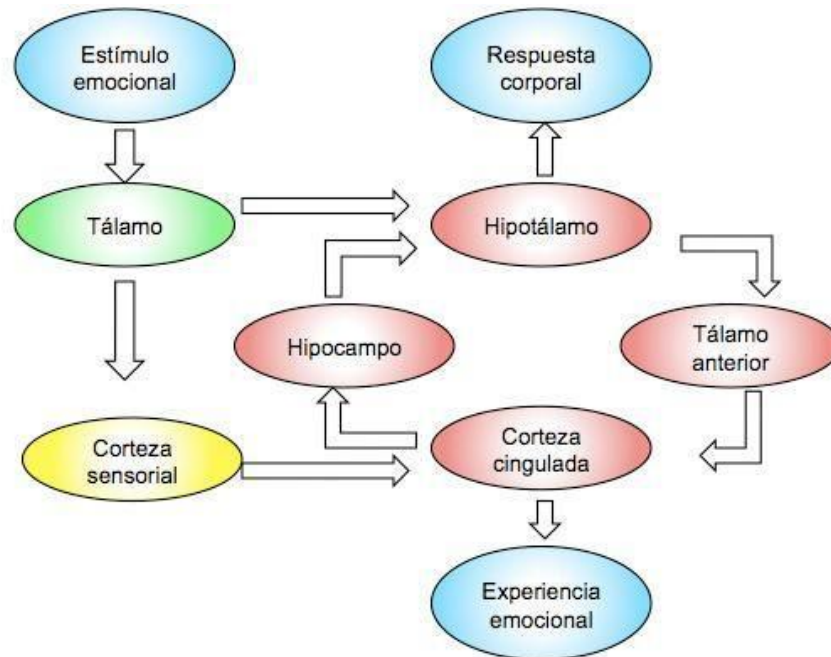 Estímulo
emocional
Respuesta
corporal
Tálamo
Hipotálamo
Hipocampo
Tálamo
anterior
Corteza
sensorial
Corteza
cingulada
Experiencia
emocional